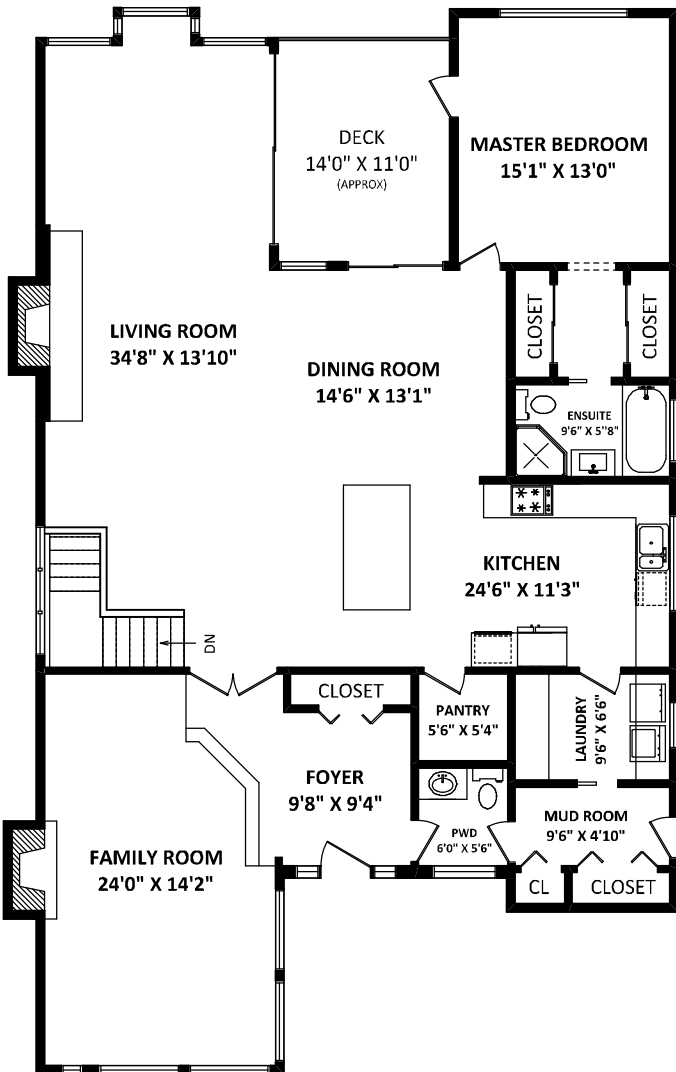 DECK
14'0" X 11'0"
(APPROX)
MASTER BEDROOM
15'1" X 13'0"
CLOSET
CLOSET
LIVING ROOM
34'8" X 13'10"
DINING ROOM
14'6" X 13'1"
ENSUITE
9'6" X 5"8"
KITCHEN
24'6" X 11'3"
DN
CLOSET
PANTRY
5'6" X 5'4"
LAUNDRY
9'6" X 6'6"
FOYER
9'8" X 9'4"
MUD ROOM
9'6" X 4'10"
PWD
6'0" X 5'6"
FAMILY ROOM
24'0" X 14'2"
CL
CLOSET